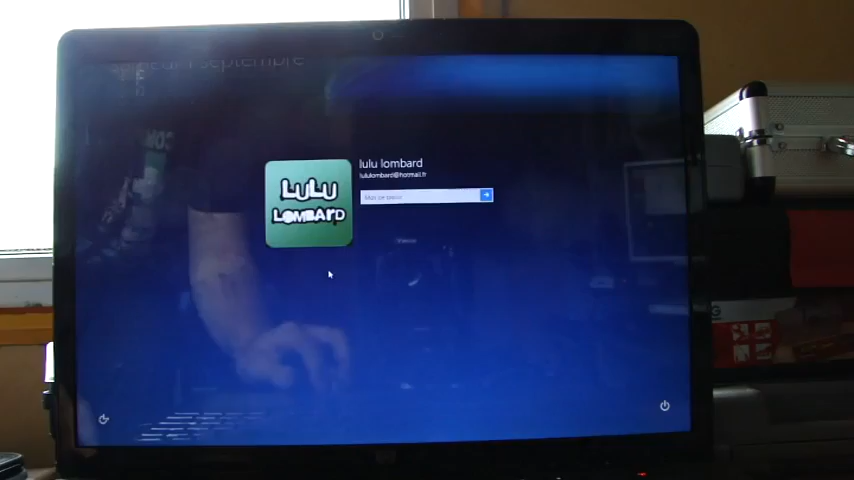 septembre
lulu lombard
lululombard@hotmail.fr
LULU
LOMBARD
Mot de passe